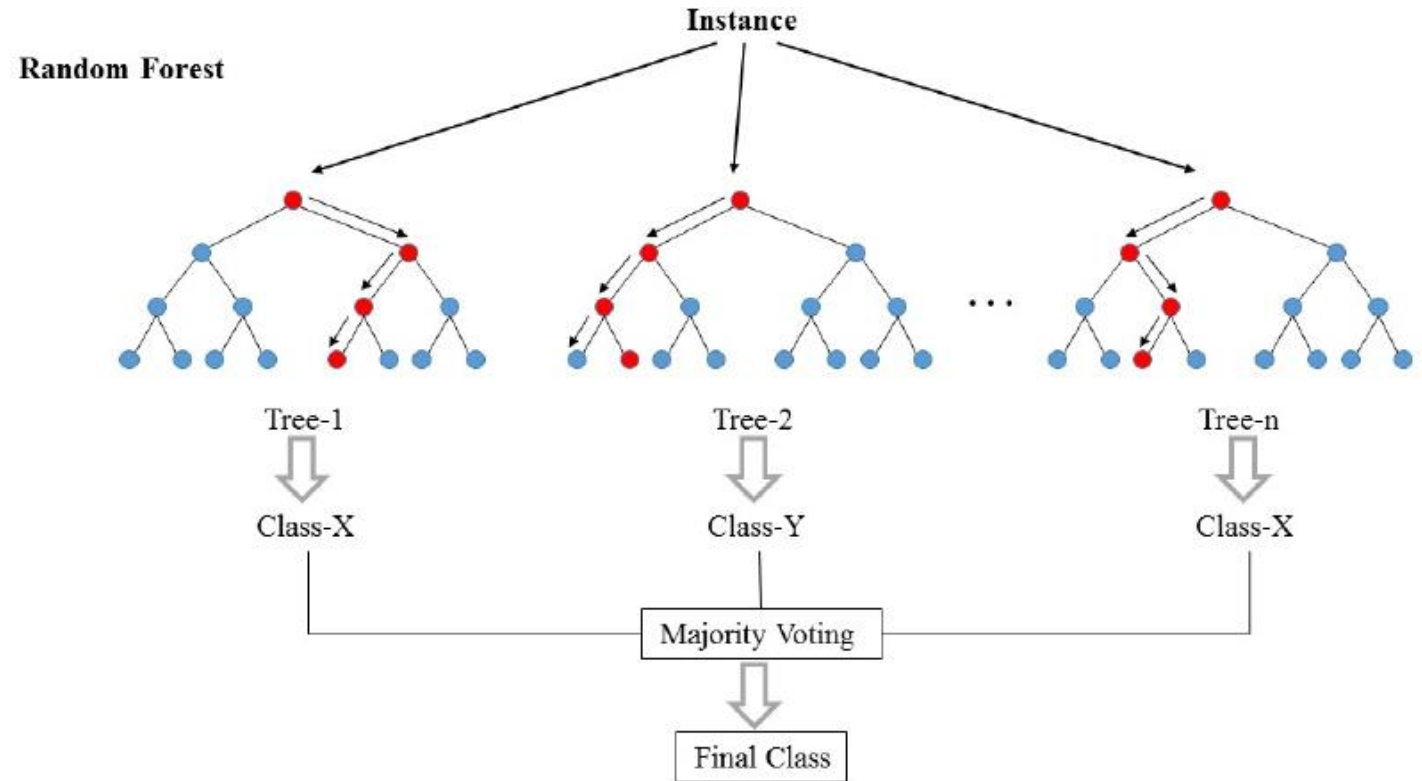 Instance
Random Forest
...
Tree-1
Tree-2
Tree-n
Class-X
Class-Y
Class-X
Majority Voting
Final Class